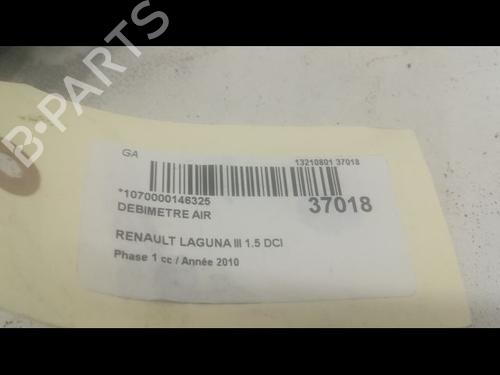 B-PARTS
GA
13210801 37018
*1070000146325
37018
DEBIMETRE AIR
RENAULT LAGUNA III 1.5 DCI
Phase 1 cc / Année 2010